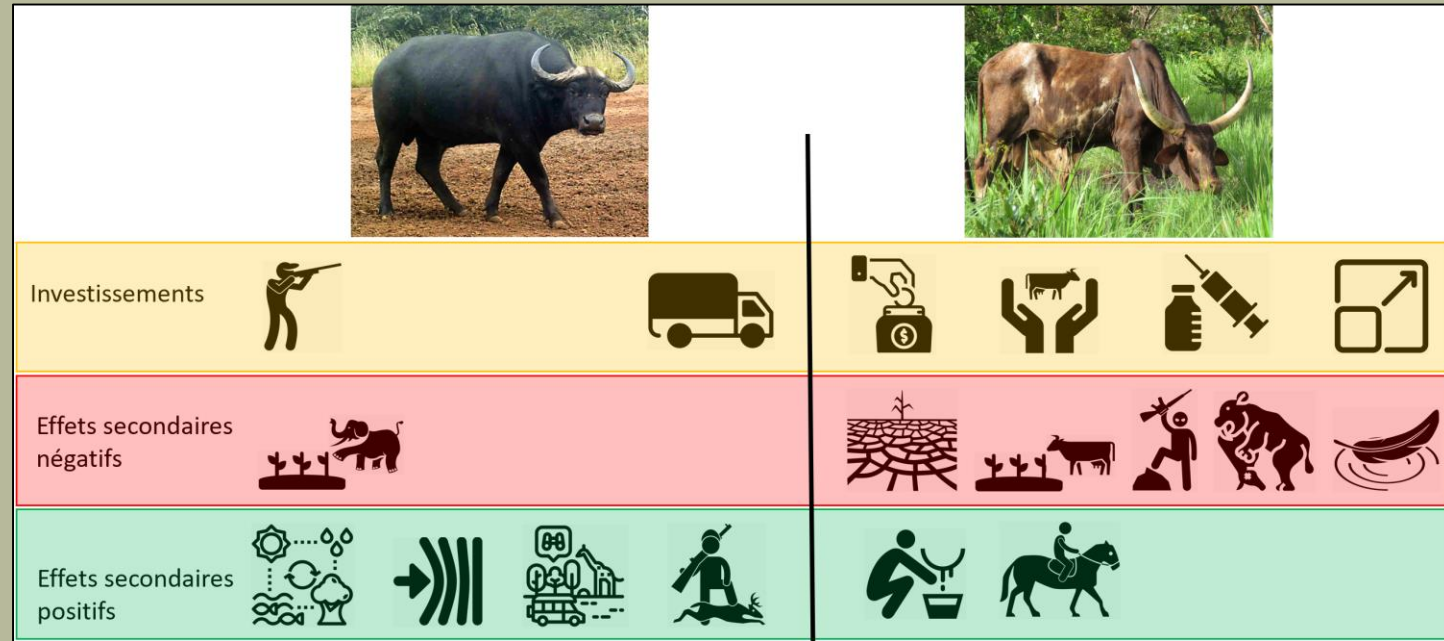 Investissements
$
Effets secondaires
négatifs
Effets secondaires
positifs